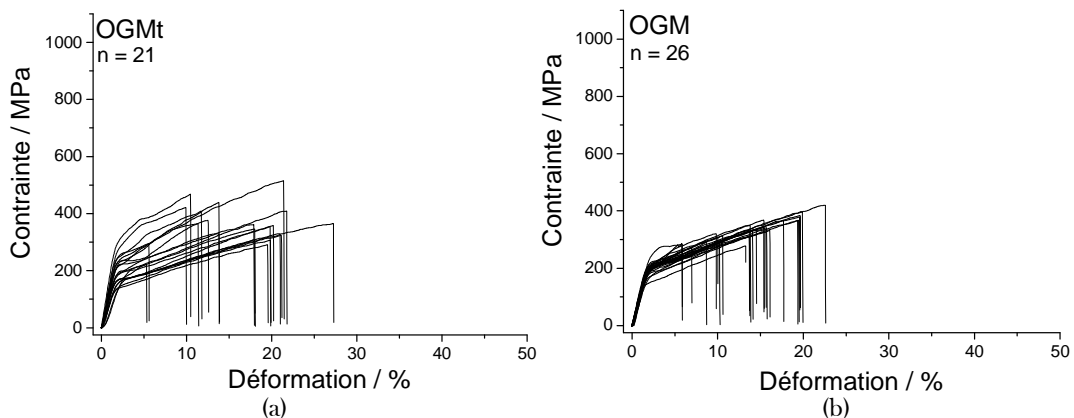 OGMt
n = 21
Contrainte / MPa
1000
800
600
400
200
0
0 10 20 30 40 50
Déformation / %
(a)
OGM
n = 26
Contrainte / MPa
1000
800
600
400
200
0
0 10 20 30 40 50
Déformation / %
(b)